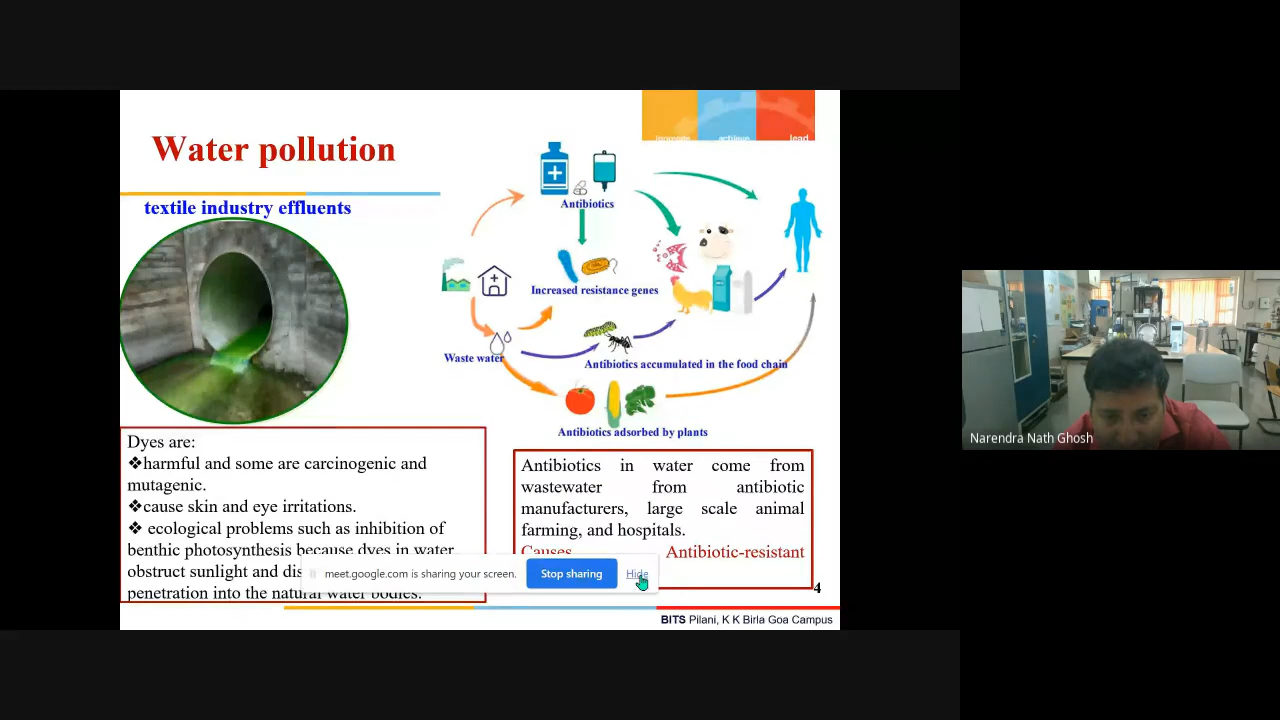 innovate achieve lead
Water pollution
textile industry effluents
Antibiotics
Increased resistance genes
Waste water
Antibiotics accumulated in the food chain
Antibiotics adsorbed by plants
Dyes are:
❖harmful and some are carcinogenic and
mutagenic.
❖cause skin and eye irritations.
❖ ecological problems such as inhibition of
benthic photosynthesis because dyes in water
obstruct sunlight and
penetration into the natural water bodies.
Antibiotics in water come from
wastewater from antibiotic
manufacturers, large scale animal
farming, and hospitals.
Causes Antibiotic-resistant
meet.google.com is sharing your screen.
Stop sharing
Hide
4
BITS Pilani, K K Birla Goa Campus
Narendra Nath Ghosh